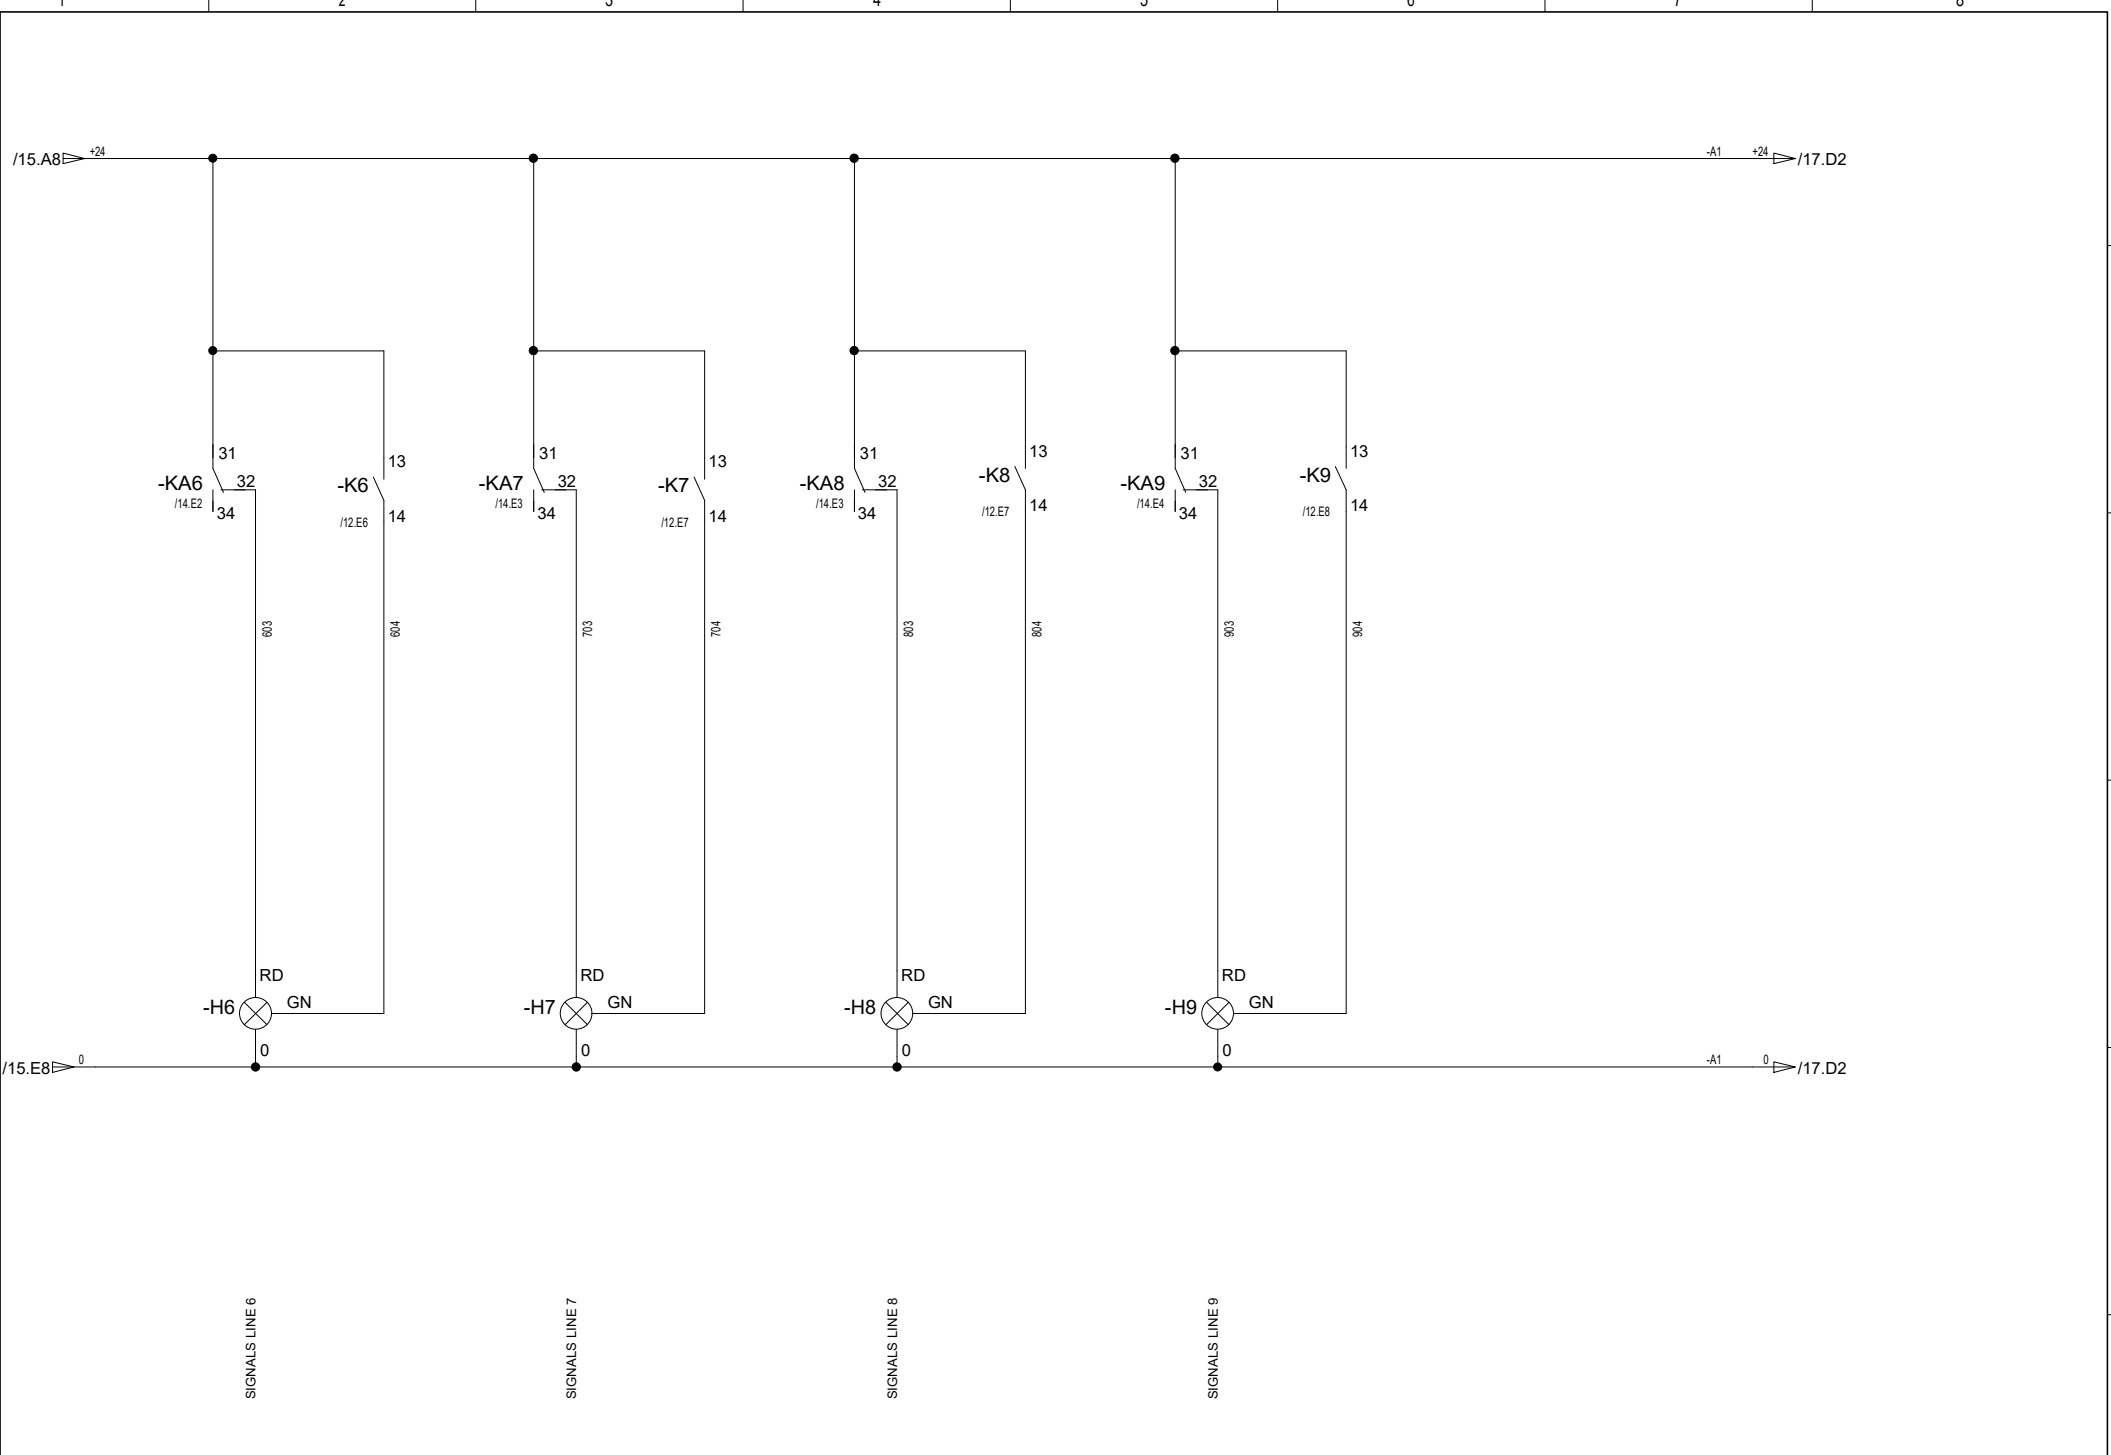 1 2 3 4 5 6 7 8
/15.A8 +24 -A1 +24 /17.D2
31 13 31 13 31 13 31 13
-KA6 32 -K6 -KA7 32 -K7 -KA8 32 -K8 -KA9 32 -K9
/14.E2 34 /12.E6 14 /14.E3 34 /12.E7 14 /14.E3 34 /12.E7 14 /14.E4 34 /12.E8 14
603 604 703 704 803 804 903 904
RD RD RD RD
-H6 GN -H7 GN -H8 GN -H9 GN
0 0 0 0
/15.E8 0 -A1 0 /17.D2
SIGNALS LINE 6
SIGNALS LINE 7
SIGNALS LINE 8
SIGNALS LINE 9